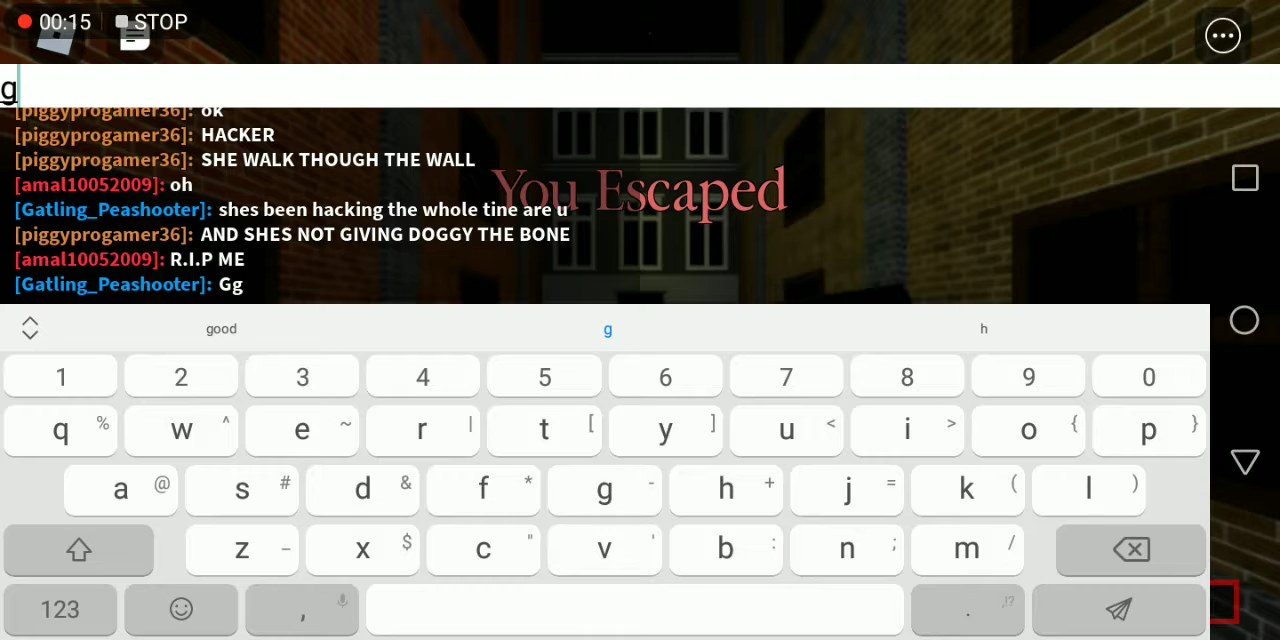 00:15 STOP
g
[piggyprogamer36]: ok
[piggyprogamer36]: HACKER
[piggyprogamer36]: SHE WALK THOUGH THE WALL
[amal10052009]: oh
You Escaped
[Gatling_Peashooter]: shes been hacking the whole tine are u
[piggyprogamer36]: AND SHES NOT GIVING DOGGY THE BONE
[amal10052009]: R.I.P ME
[Gatling_Peashooter]: Gg
good g h
1 2 3 4 5 6 7 8 9 0
q % w ^ e ~ r | t [ y ] u < i > o { p }
a @ s # d & f * g - h + j = k ( l )
z _ x $ c " v ' b : n ; m /
123 , . ,!?